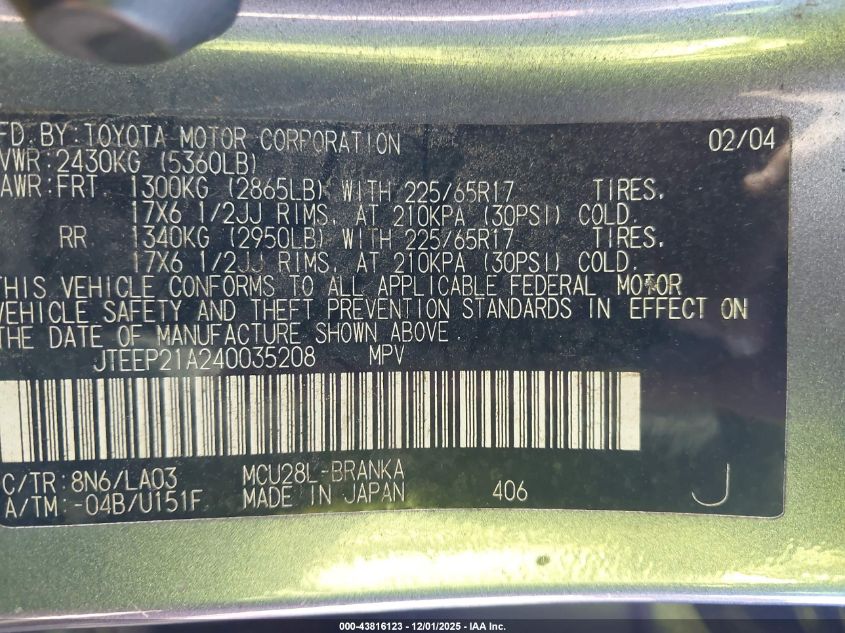 FD. BY: TOYOTA MOTOR CORPORATION 02/04
VWR: 2430KG (5360LB)
AWR: FRT. 1300KG (2865LB) WITH 225/65R17 TIRES,
17X6 1/2JJ RIMS, AT 210KPA (30PSI) COLD.
RR 1340KG (2950LB) WITH 225/65R17 TIRES,
17X6 1/2JJ RIMS, AT 210KPA (30PSI) COLD.
THIS VEHICLE CONFORMS TO ALL APPLICABLE FEDERAL MOTOR
VEHICLE SAFETY AND THEFT PREVENTION STANDARDS IN EFFECT ON
THE DATE OF MANUFACTURE SHOWN ABOVE.
JTEEP21A240035208 MPV
C/TR: 8N6/LA03 MCU28L-BRANKA
A/TM: -04B/U151F MADE IN JAPAN 406 J
000-43816123 - 12/01/2025 - IAA Inc.